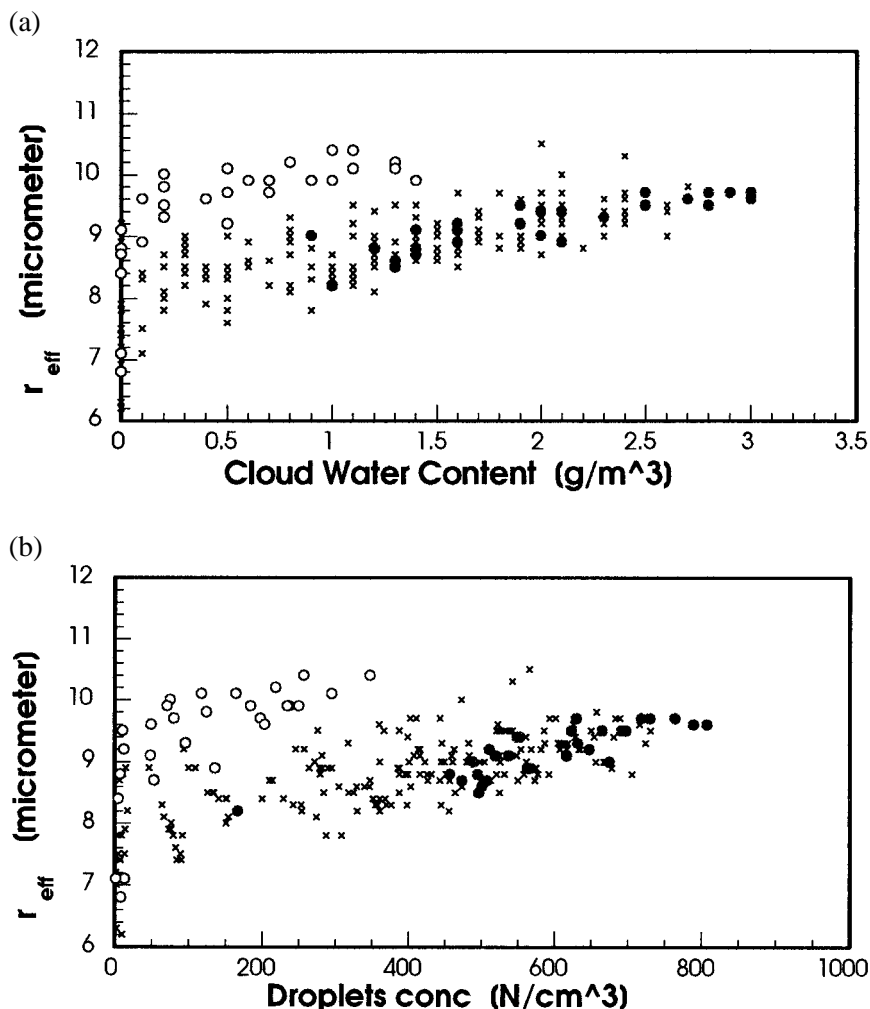 (a)
12
11
10
9
8
7
6
r eff (micrometer)
0 0.5 1 1.5 2 2.5 3 3.5
Cloud Water Content (g/m^3)
(b)
12
11
10
9
8
7
6
r eff (micrometer)
0 200 400 600 800 1000
Droplets conc (N/cm^3)